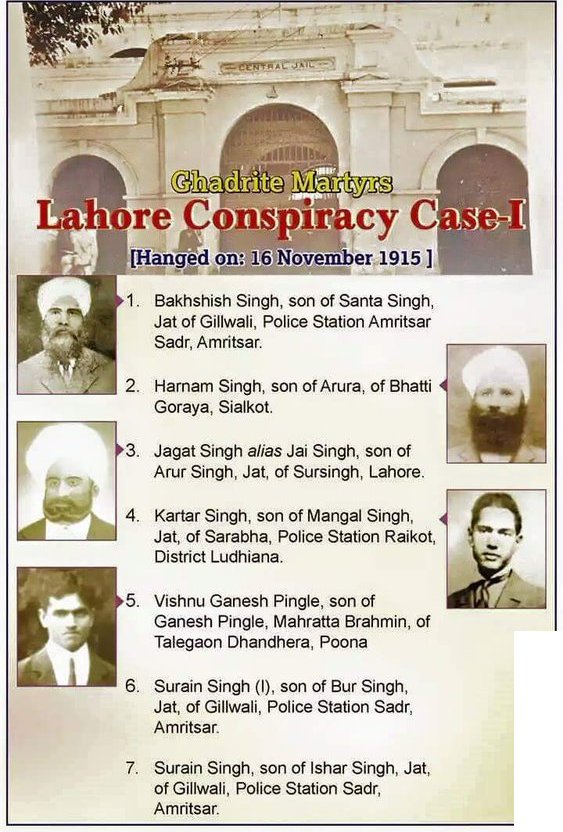 CENTRAL JAIL
Ghadrite Martyrs
Lahore Conspiracy Case-I
[Hanged on: 16 November 1915 ]
1. Bakhshish Singh, son of Santa Singh,
Jat of Gillwali, Police Station Amritsar
Sadr, Amritsar.
2. Harnam Singh, son of Arura, of Bhatti
Goraya, Sialkot.
3. Jagat Singh alias Jai Singh, son of
Arur Singh, Jat, of Sursingh, Lahore.
4. Kartar Singh, son of Mangal Singh,
Jat, of Sarabha, Police Station Raikot,
District Ludhiana.
5. Vishnu Ganesh Pingle, son of
Ganesh Pingle, Mahratta Brahmin, of
Talegaon Dhandhera, Poona
6. Surain Singh (I), son of Bur Singh,
Jat, of Gillwali, Police Station Sadr,
Amritsar.
7. Surain Singh, son of Ishar Singh, Jat,
of Gillwali, Police Station Sadr,
Amritsar.